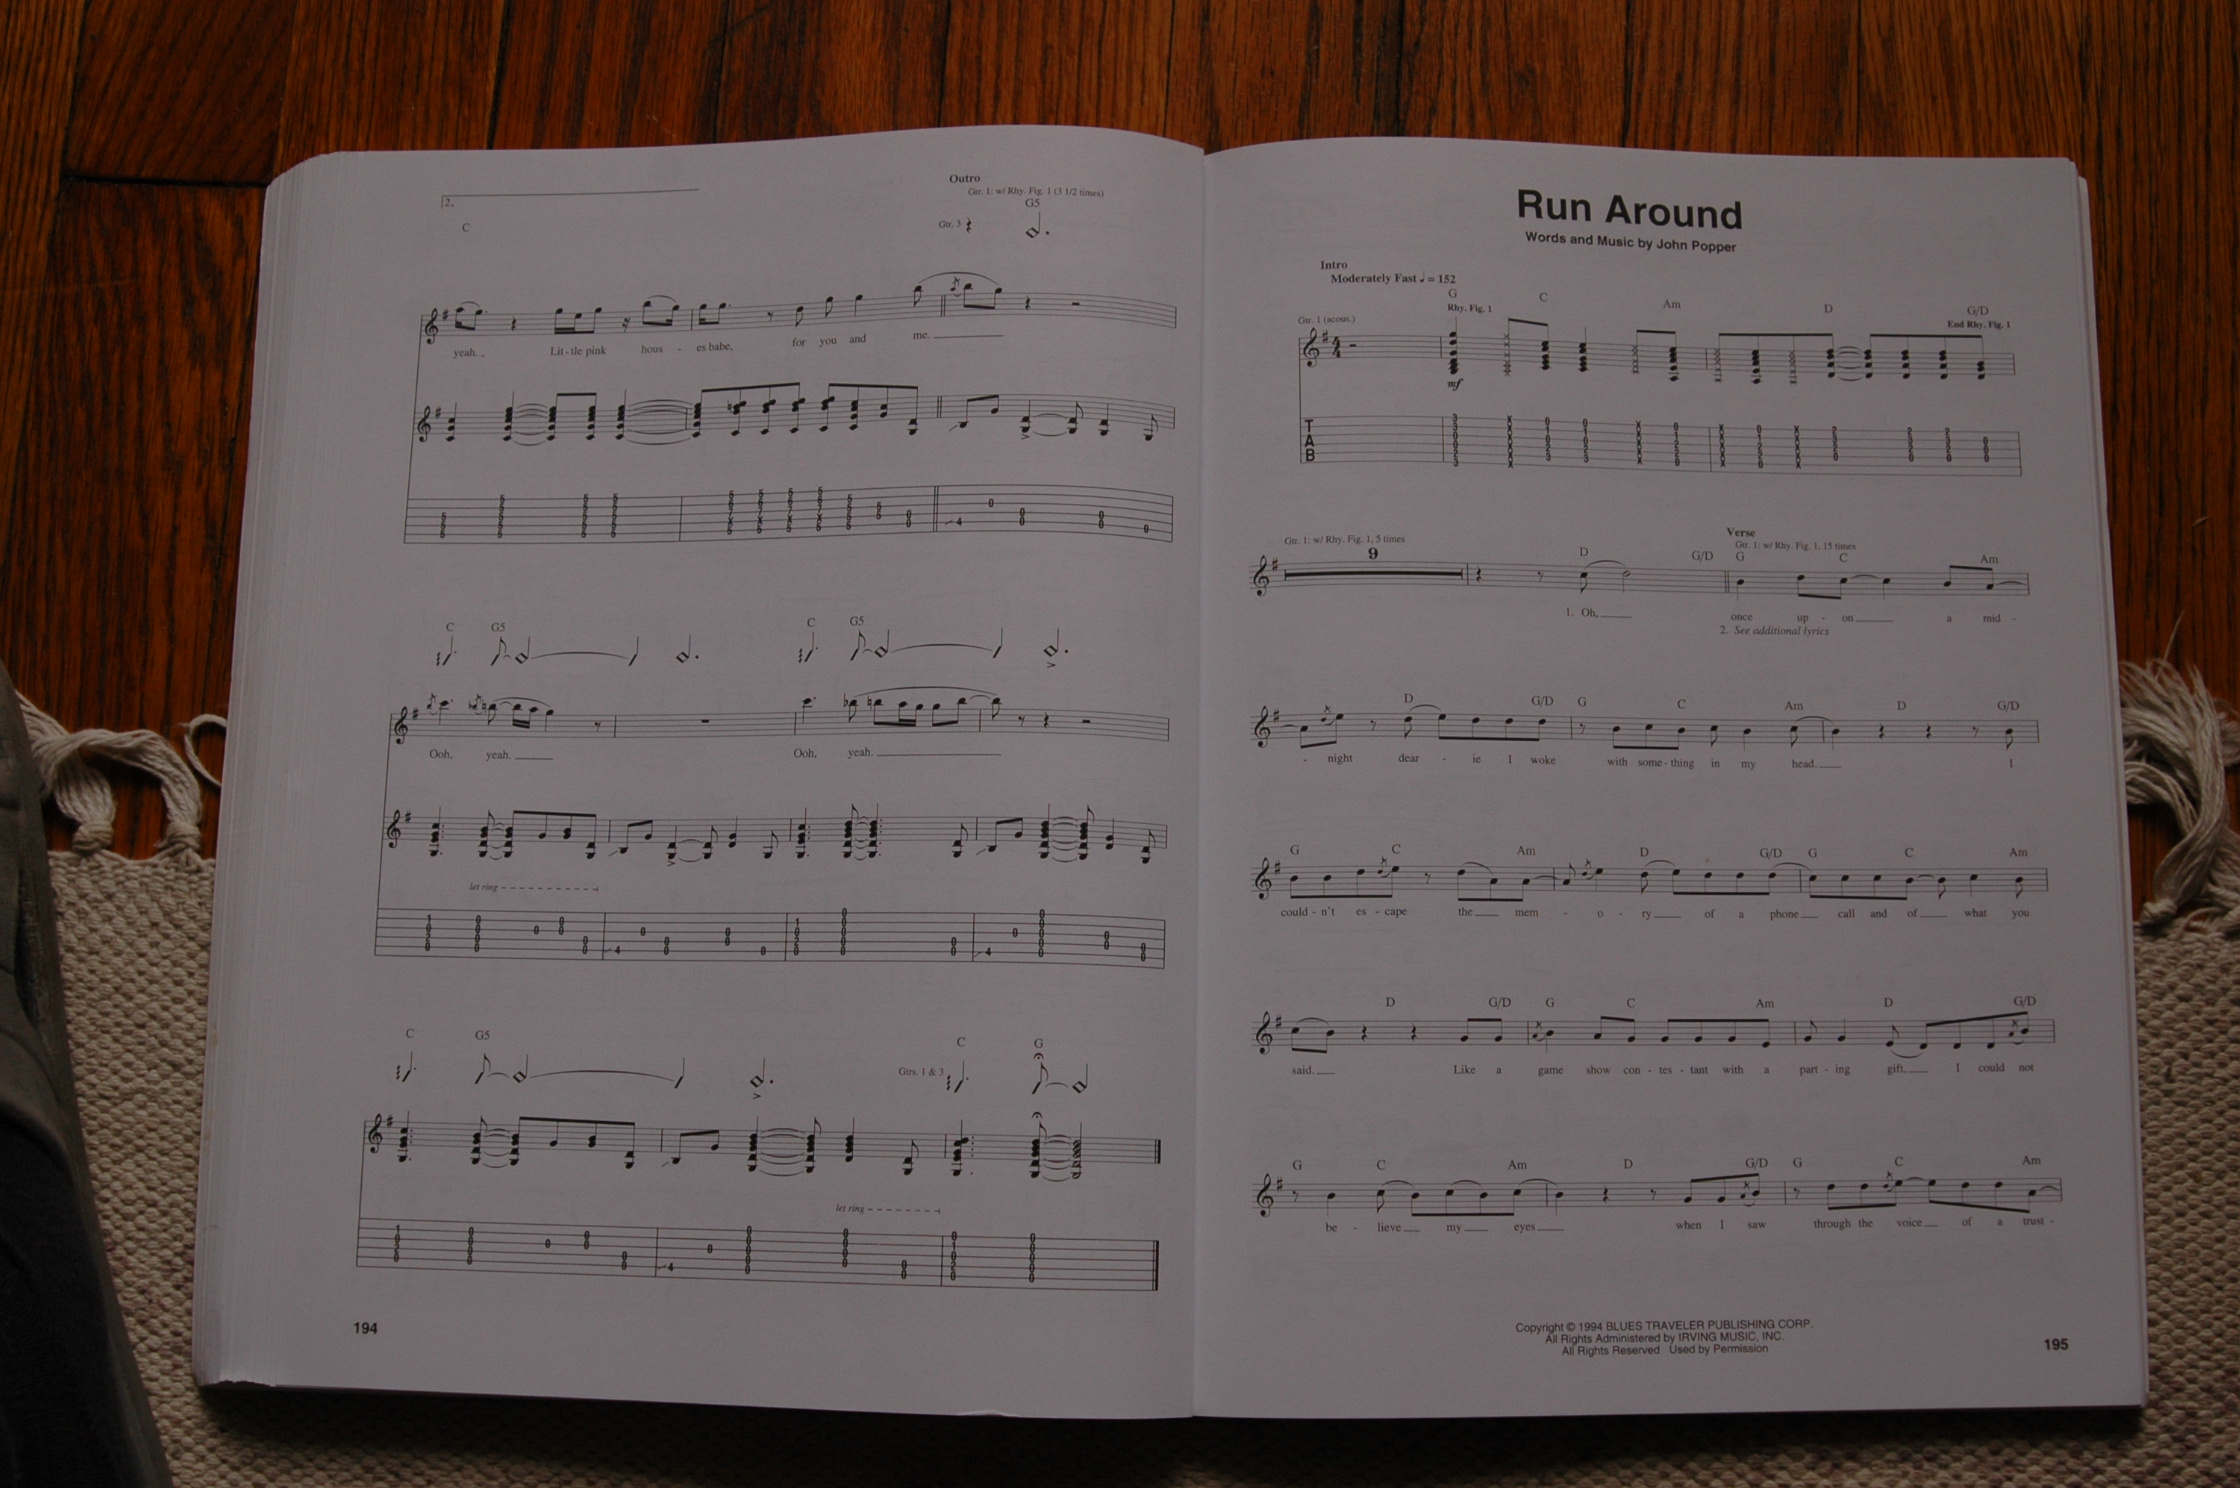 2.
Outro
Gtr. 1: w/ Rhy. Fig. 1 (3 1/2 times)
C
Gtr. 3
G5
yeah. Lit - tle pink hous - es babe, for you and me.
4 0
C G5 C G5
Ooh, yeah. Ooh, yeah.
let ring
C G5 C G
Gtrs. 1 & 3
let ring
194
Run Around
Words and Music by John Popper
Intro
Moderately Fast ♩ = 152
G C Am D G/D
Rhy. Fig. 1 End Rhy. Fig. 1
Gtr. 1 (acous.)
4
4
mf
T
A
B
Gtr. 1: w/ Rhy. Fig. 1, 5 times
9
D G/D
Verse
Gtr. 1: w/ Rhy. Fig. 1, 15 times
G C Am
1. Oh, once up - on a mid -
2. See additional lyrics
D G/D G C Am D G/D
- night dear - ie I woke with some - thing in my head. I
G C Am D G/D G C Am
could - n't es - cape the mem - o - ry of a phone call and of what you
D G/D G C Am D G/D
said. Like a game show con - tes - tant with a part - ing gift, I could not
G C Am D G/D G C Am
be - lieve my eyes when I saw through the voice of a trust -
Copyright © 1994 BLUES TRAVELER PUBLISHING CORP.
All Rights Administered by IRVING MUSIC, INC.
All Rights Reserved Used by Permission
195